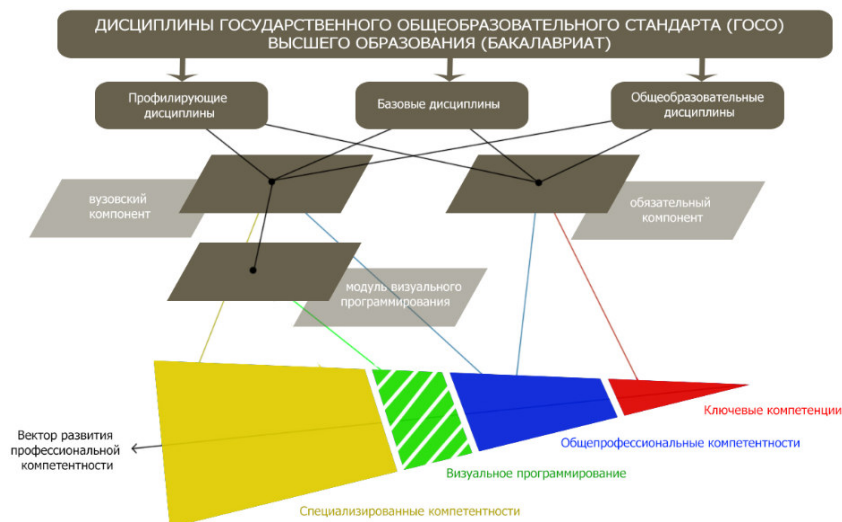 ДИСЦИПЛИНЫ ГОСУДАРСТВЕННОГО ОБЩЕОБРАЗОВАТЕЛЬНОГО СТАНДАРТА (ГОСО)
ВЫСШЕГО ОБРАЗОВАНИЯ (БАКАЛАВРИАТ)
Профилирующие
дисциплины
Базовые дисциплины
Общеобразовательные
дисциплины
вузовский
компонент
обязательный
компонент
модуль визуального
программирования
Ключевые компетенции
Вектор развития
профессиональной
компетентности
Общепрофессиональные компетентности
Визуальное программирование
Специализированные компетентности